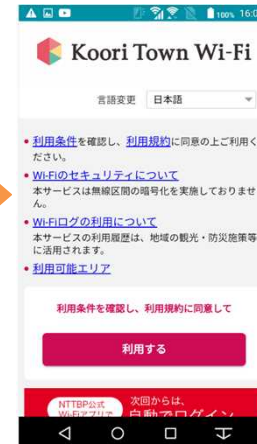 100% 16:0
Koori Town Wi-Fi
言語変更 日本語
利用条件を確認し、利用規約に同意の上ご利用く
ださい。
Wi-Fiのセキュリティについて
本サービスは無線区間の暗号化を実施しておりませ
ん。
Wi-Fiログの利用について
本サービスの利用履歴は、地域の観光・防災施策等
に活用されます。
利用可能エリア
利用条件を確認し、利用規約に同意して
利用する
NTTBP公式 次回からは、
Wi-Fiアプリで 自動でログイン